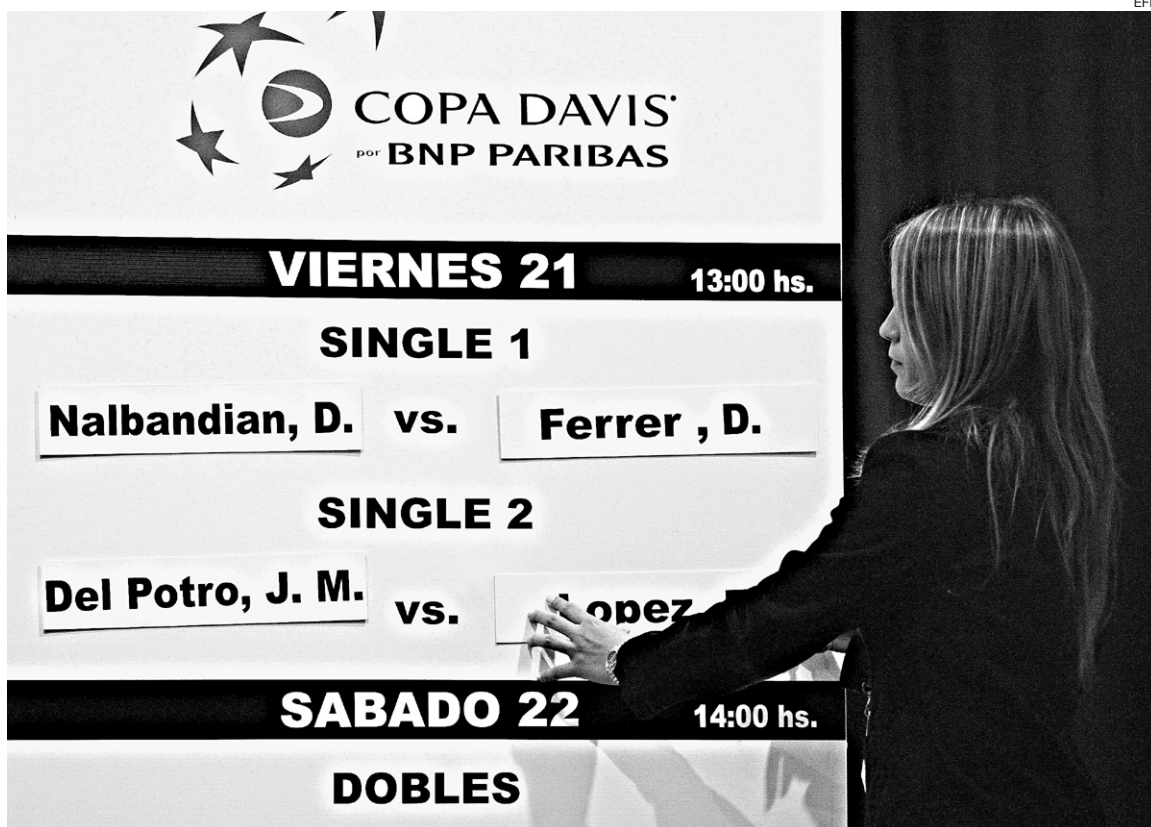 COPA DAVIS
por BNP PARIBAS
VIERNES 21 13:00 hs.
SINGLE 1
Nalbandian, D. vs. Ferrer , D.
SINGLE 2
Del Potro, J. M. vs. Lopez,
SABADO 22 14:00 hs.
DOBLES